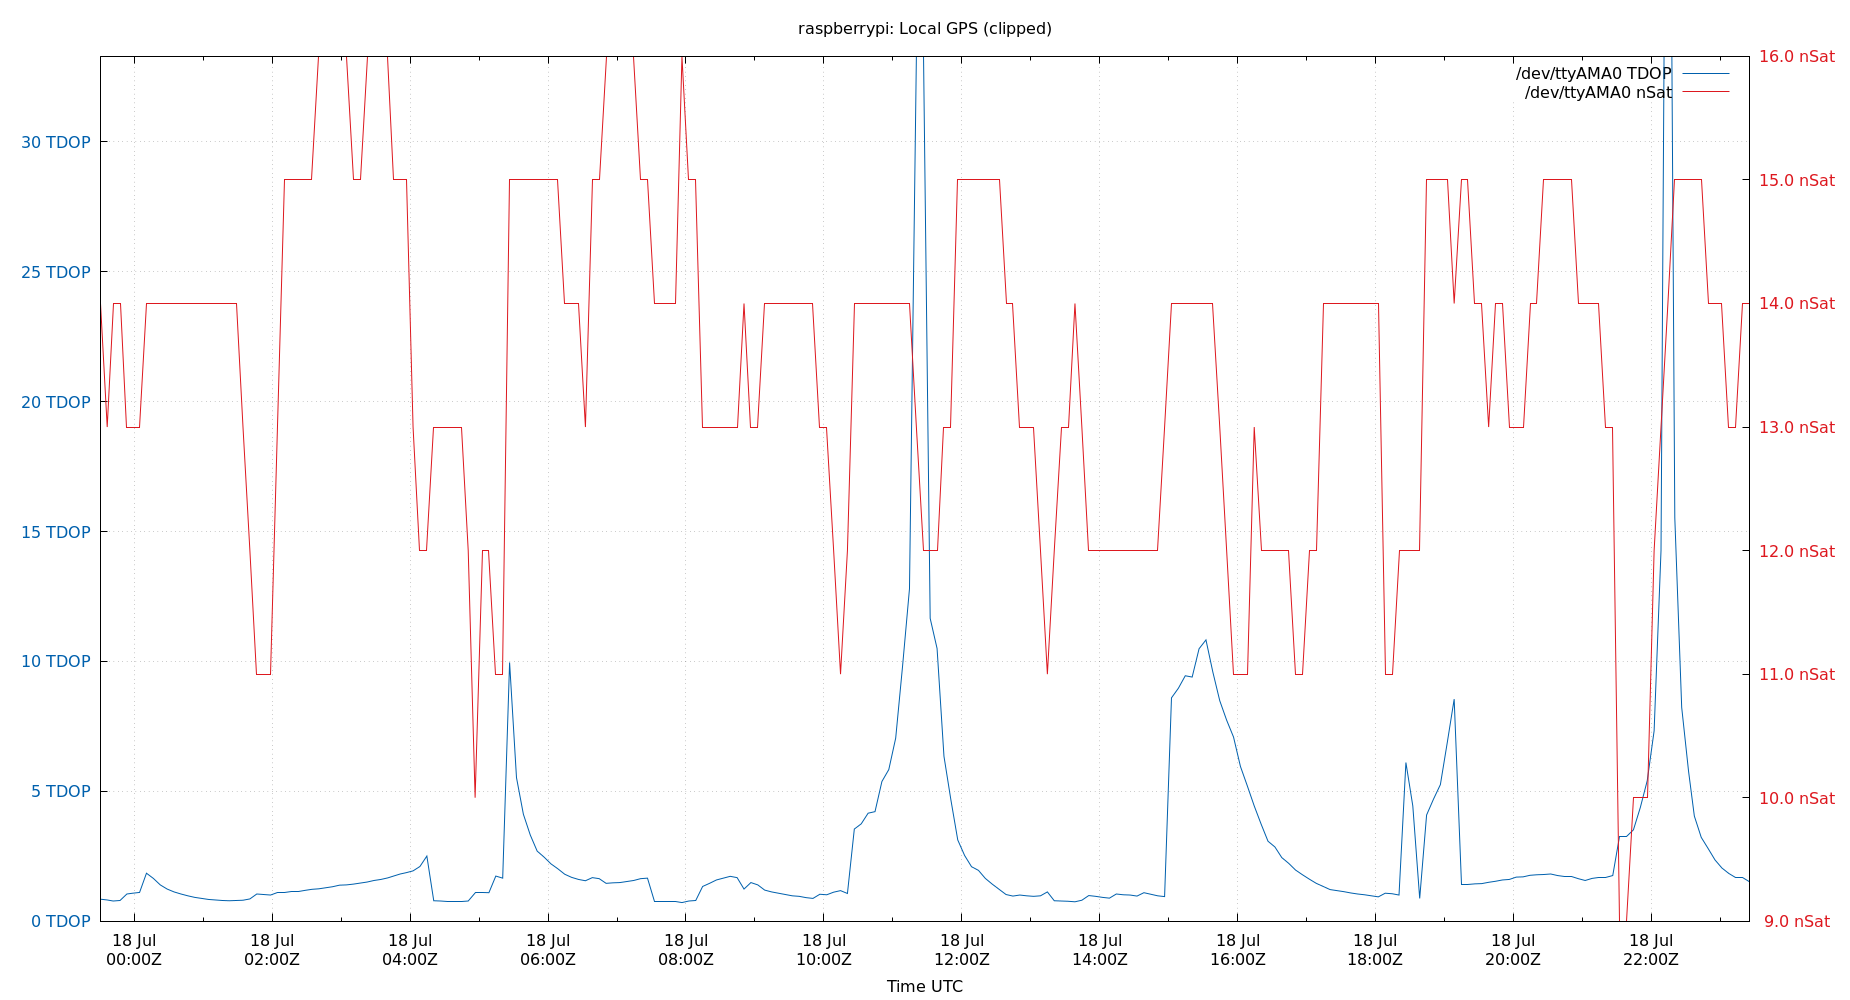 raspberrypi: Local GPS (clipped)
16.0 nSat
/dev/ttyAMA0 TDOP
/dev/ttyAMA0 nSat
30 TDOP
15.0 nSat
25 TDOP
14.0 nSat
20 TDOP
13.0 nSat
15 TDOP
12.0 nSat
10 TDOP
11.0 nSat
5 TDOP
10.0 nSat
0 TDOP
9.0 nSat
18 Jul 18 Jul 18 Jul 18 Jul 18 Jul 18 Jul 18 Jul 18 Jul 18 Jul 18 Jul 18 Jul 18 Jul
00:00Z 02:00Z 04:00Z 06:00Z 08:00Z 10:00Z 12:00Z 14:00Z 16:00Z 18:00Z 20:00Z 22:00Z
Time UTC